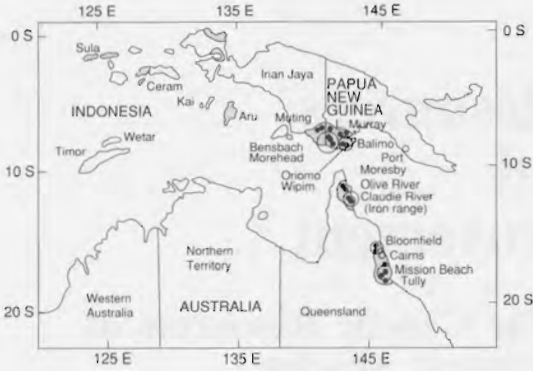 125 E 135 E 145 E
0 S
0 S
Sula
Ceram
Irian Jaya
PAPUA
NEW
GUINEA
INDONESIA
Kai
Aru
Muting
L. Murray
Wetar
Timor
Bensbach
Morehead
Balimo
Port
Moresby
10 S
10 S
Oriomo
Wipim
Olive River
Claudie River
(Iron range)
Northern
Territory
Bloomfield
Cairns
Mission Beach
Tully
Western
Australia
AUSTRALIA
Queensland
20 S
20 S
125 E 135 E 145 E